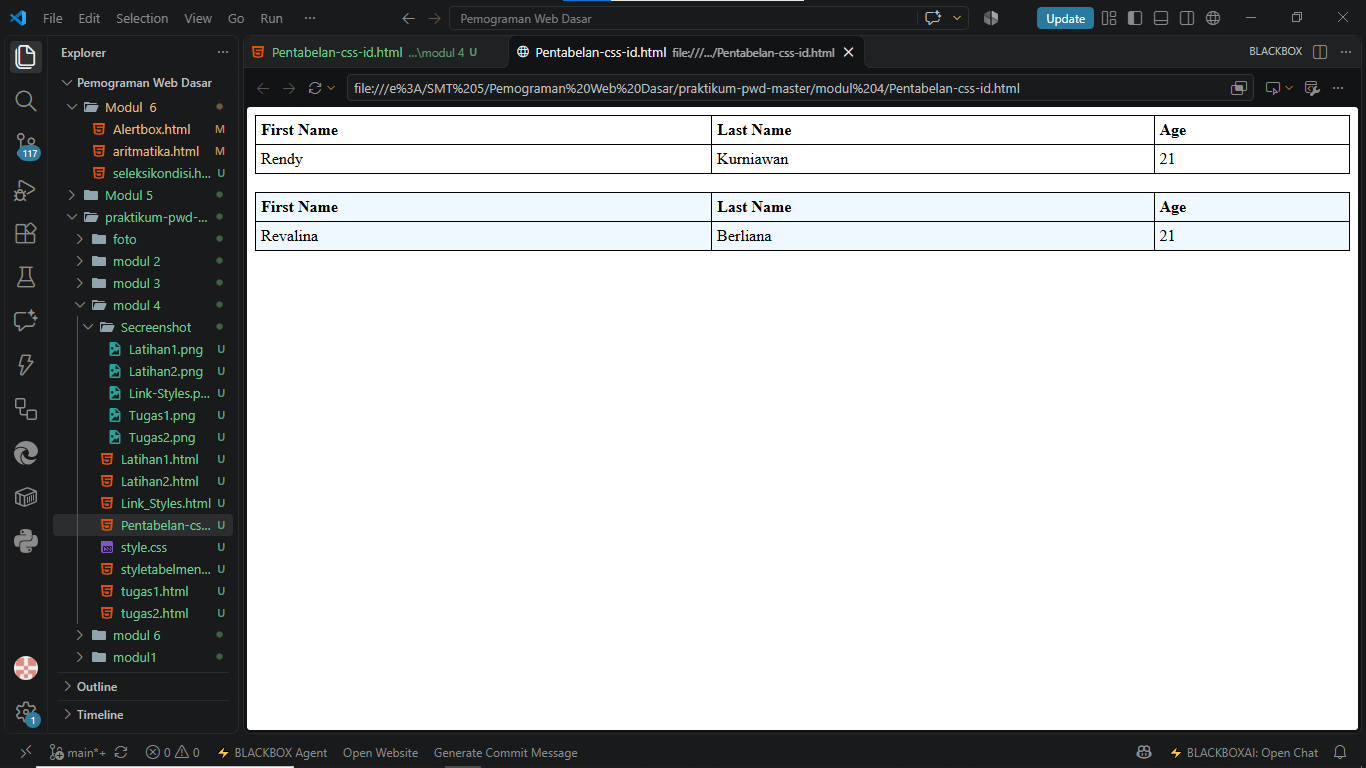 File Edit Selection View Go Run ··· Pemograman Web Dasar Update
Explorer ···
Pemograman Web Dasar
Modul 6
Alertbox.html M
aritmatika.html M
seleksikondisi.h... U
Modul 5
praktikum-pwd-...
foto
modul 2
modul 3
modul 4
Secreenshot
Latihan1.png U
Latihan2.png U
Link-Styles.p... U
Tugas1.png U
Tugas2.png U
Latihan1.html U
Latihan2.html U
Link_Styles.html U
Pentabelan-cs... U
style.css U
styletabelmen... U
tugas1.html U
tugas2.html U
modul 6
modul1
Outline
Timeline
117
1
Pentabelan-css-id.html ...\modul 4 U Pentabelan-css-id.html file:///.../Pentabelan-css-id.html BLACKBOX ···
file:///e%3A/SMT%205/Pemograman%20Web%20Dasar/praktikum-pwd-master/modul%204/Pentabelan-css-id.html ···
First Name Last Name Age
Rendy Kurniawan 21
First Name Last Name Age
Revalina Berliana 21
main*+ 0 0 BLACKBOX Agent Open Website Generate Commit Message BLACKBOXAI: Open Chat